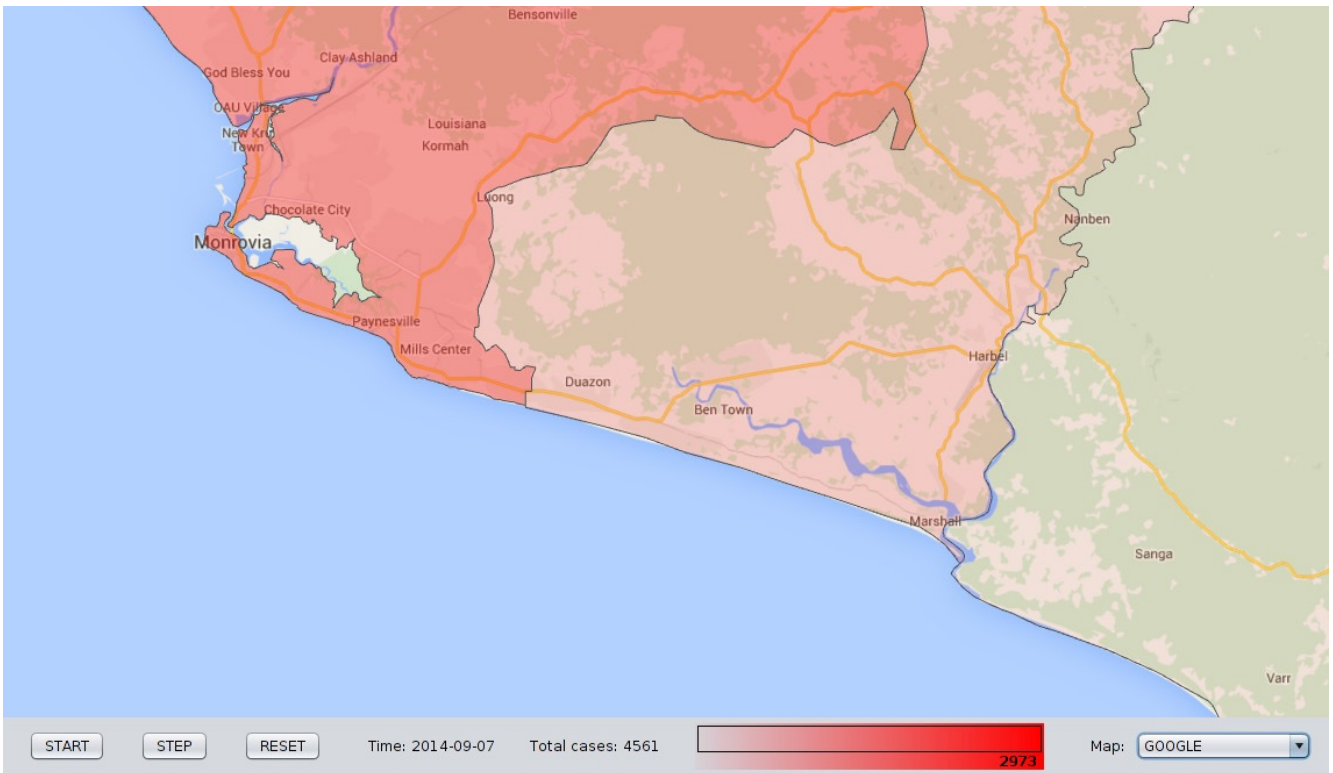 Bensonville
Clay Ashland
God Bless You
OAU Village
Louisiana
New Kru
Town
Kormah
Luong
Chocolate City
Nanben
Monrovia
Paynesville
Mills Center
Harbel
Duazon
Ben Town
Marshall
Sanga
Varr
START STEP RESET Time: 2014-09-07 Total cases: 4561 Map: GOOGLE
2973